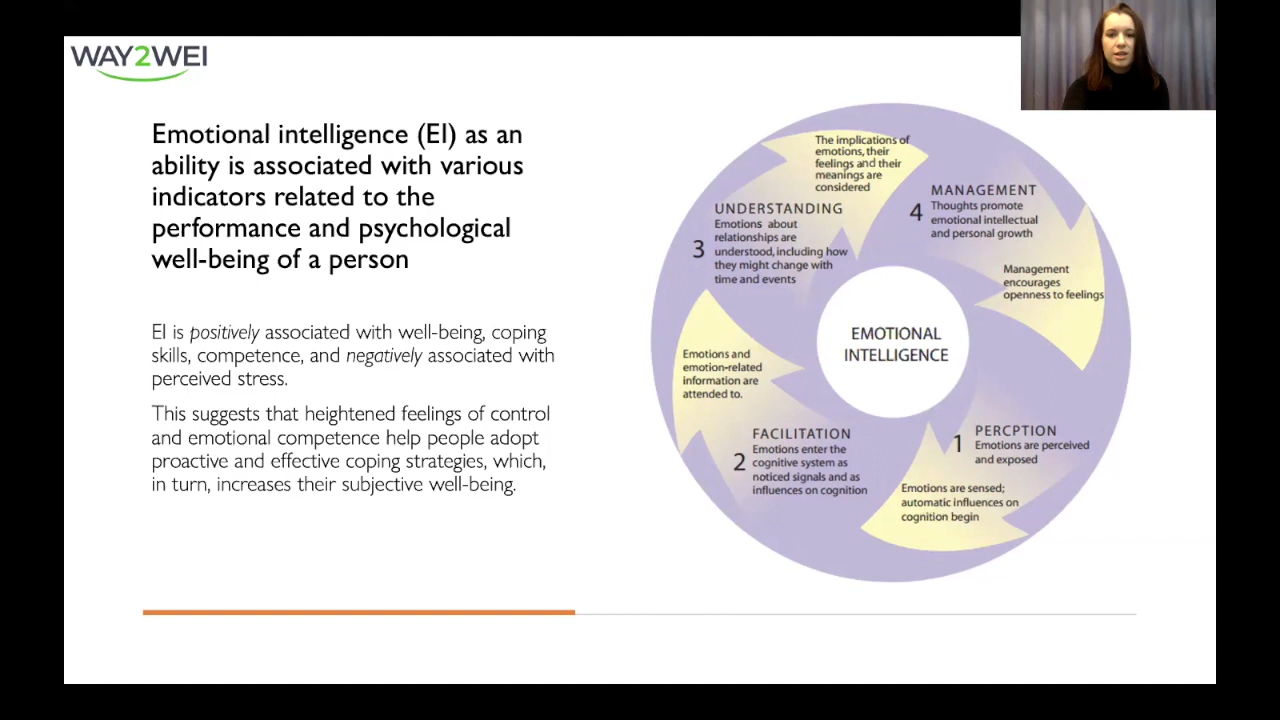 WAY2WEI
Emotional intelligence (EI) as an
ability is associated with various
indicators related to the
performance and psychological
well-being of a person
EI is positively associated with well-being, coping
skills, competence, and negatively associated with
perceived stress.
This suggests that heightened feelings of control
and emotional competence help people adopt
proactive and effective coping strategies, which,
in turn, increases their subjective well-being.
EMOTIONAL
INTELLIGENCE
1
PERCPTION
Emotions are perceived
and exposed
Emotions are sensed;
automatic influences on
cognition begin
2
FACILITATION
Emotions enter the
cognitive system as
noticed signals and as
influences on cognition
Emotions and
emotion-related
information are
attended to.
3
UNDERSTANDING
Emotions about
relationships are
understood, including how
they might change with
time and events
The implications of
emotions, their
feelings and their
meanings are
considered
4
MANAGEMENT
Thoughts promote
emotional intellectual
and personal growth
Management
encourages
openness to feelings